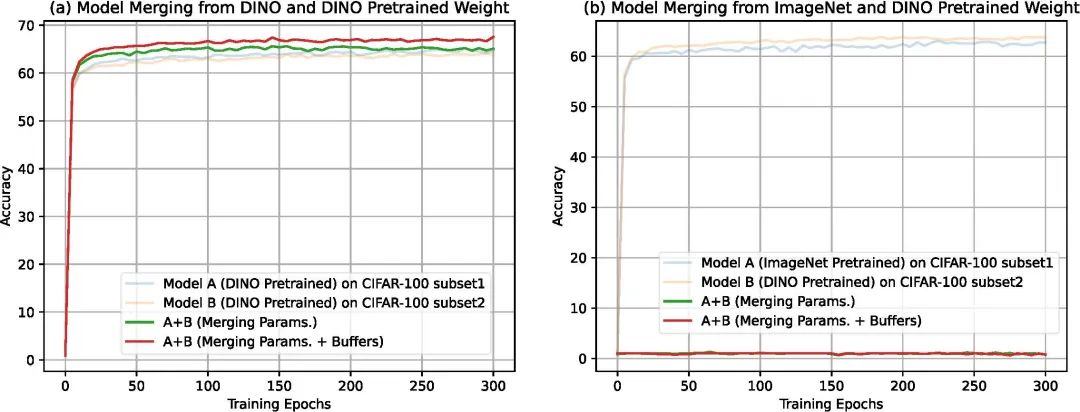 (a) Model Merging from DINO and DINO Pretrained Weight
70
60
50
40
30
20
10
0
Accuracy
Model A (DINO Pretrained) on CIFAR-100 subset1
Model B (DINO Pretrained) on CIFAR-100 subset2
A+B (Merging Params.)
A+B (Merging Params. + Buffers)
0 50 100 150 200 250 300
Training Epochs
(b) Model Merging from ImageNet and DINO Pretrained Weight
60
50
40
30
20
10
0
Accuracy
Model A (ImageNet Pretrained) on CIFAR-100 subset1
Model B (DINO Pretrained) on CIFAR-100 subset2
A+B (Merging Params.)
A+B (Merging Params. + Buffers)
0 50 100 150 200 250 300
Training Epochs